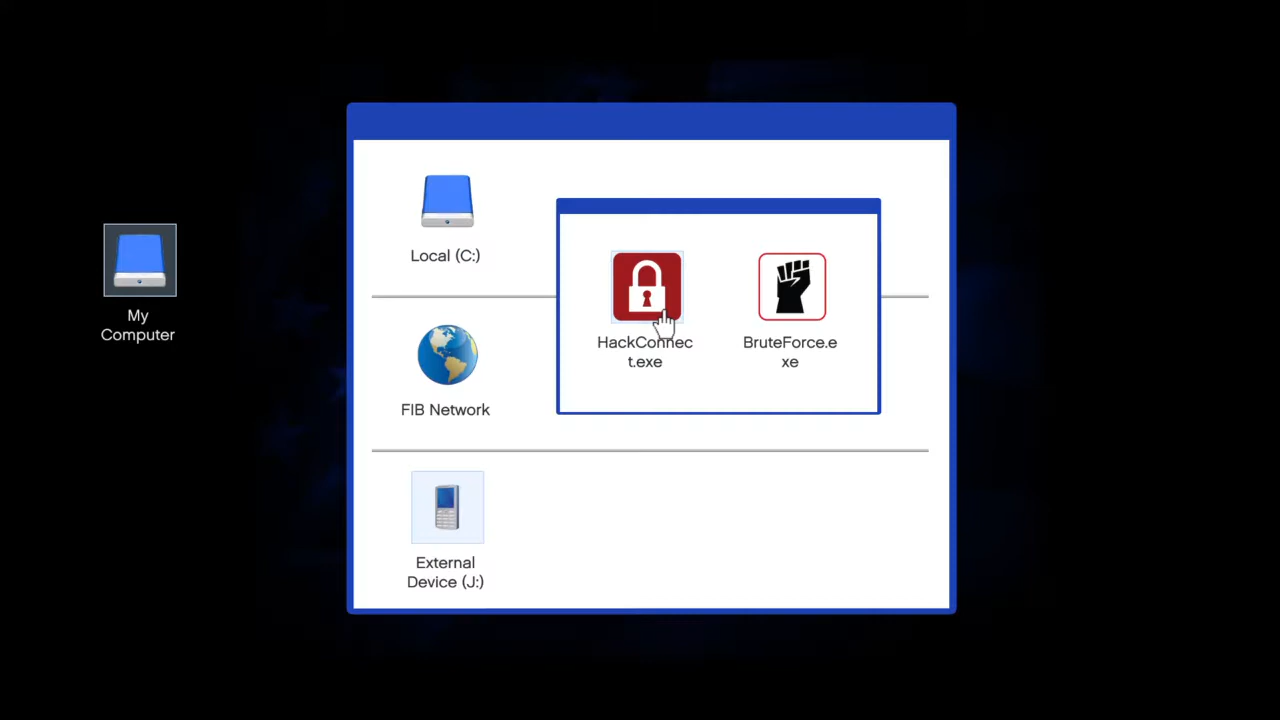 My
Computer
Local (C:)
HackConnec
t.exe
BruteForce.e
xe
FIB Network
External
Device (J:)